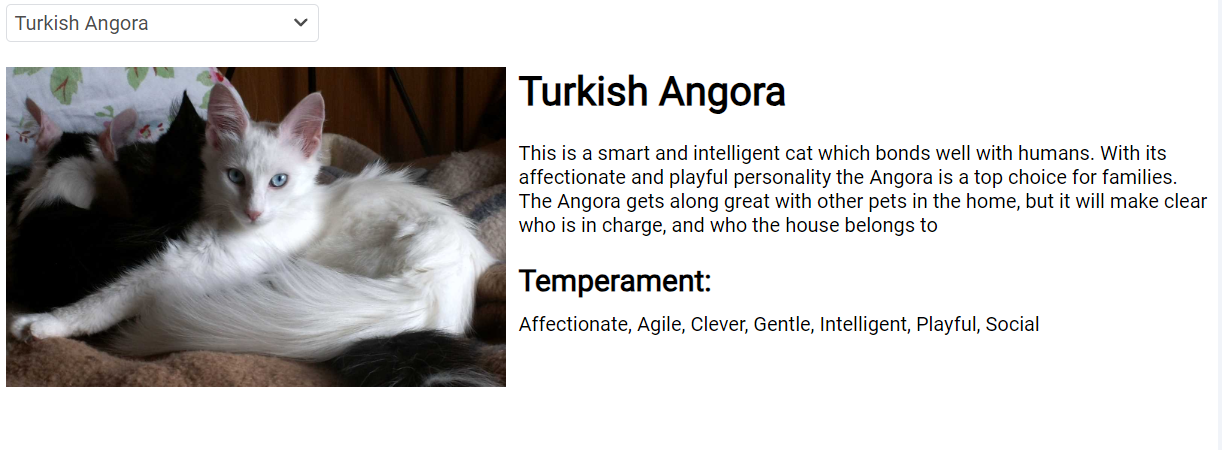 Turkish Angora
Turkish Angora
This is a smart and intelligent cat which bonds well with humans. With its
affectionate and playful personality the Angora is a top choice for families.
The Angora gets along great with other pets in the home, but it will make clear
who is in charge, and who the house belongs to
Temperament:
Affectionate, Agile, Clever, Gentle, Intelligent, Playful, Social